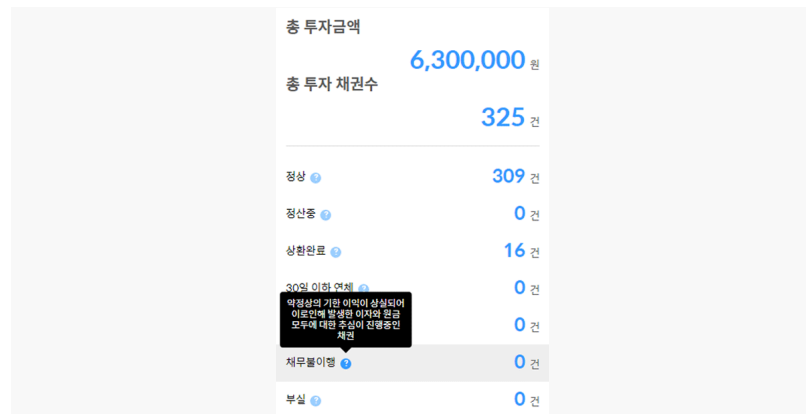 총 투자금액
6,300,000 원
총 투자 채권수
325 건
정상 ? 309 건
정산중 ? 0 건
상환완료 ? 16 건
30일 이하 연체 ? 0 건
약정상의 기한 이익이 상실되어
이로인해 발생한 이자와 원금
모두에 대한 추심이 진행중인
채권
0 건
채무불이행 ? 0 건
부실 ? 0 건